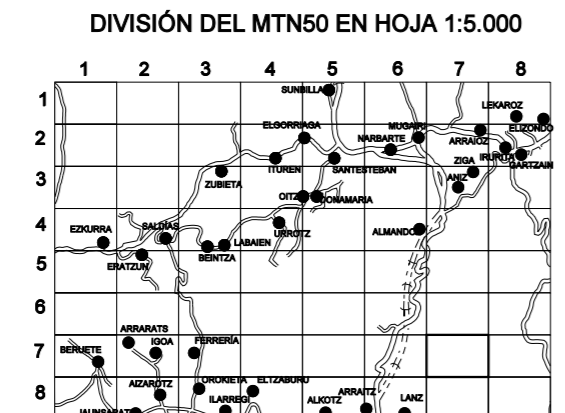 DIVISIÓN DEL MTN50 EN HOJA 1:5.000
1 2 3 4 5 6 7 8
1
SUNBILLA
LEKAROZ
ELIZONDO
2
ELGORRIAGA
MUGAIRI
NARBARTE
ARRAIOZ
IRURITA
GARTZAIN
ITUREN
SANTESTEBAN
ZIGA
3
ZUBIETA
ANIZ
OITZ
DONAMARIA
4
EZKURRA
SALDIAS
URROTZ
ALMANDOZ
LABAIEN
BEINTZA
5
ERATZUN
6
ARRARATS
IGOA
FERRERÍA
7
BERUETE
AIZAROTZ
OROKIETA
ELTZABURU
8
ILARREGI
ALKOTZ
ARRAITZ
LANZ